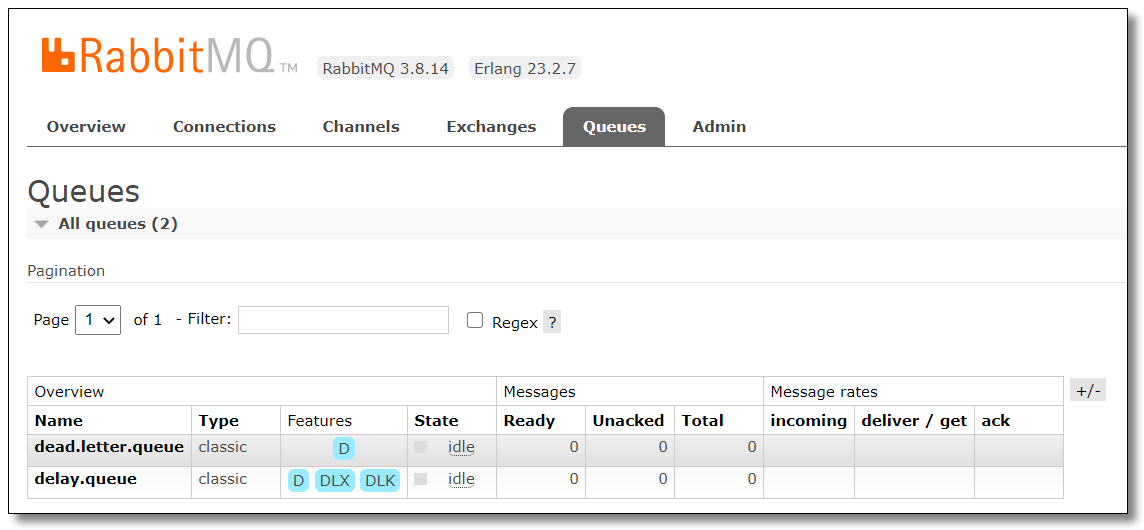 RabbitMQ TM RabbitMQ 3.8.14 Erlang 23.2.7
Overview Connections Channels Exchanges Queues Admin
Queues
All queues (2)
Pagination
Page 1 of 1 - Filter: Regex ?
Overview Messages Message rates +/-
Name Type Features State Ready Unacked Total incoming deliver / get ack
dead.letter.queue classic D idle 0 0 0
delay.queue classic D DLX DLK idle 0 0 0